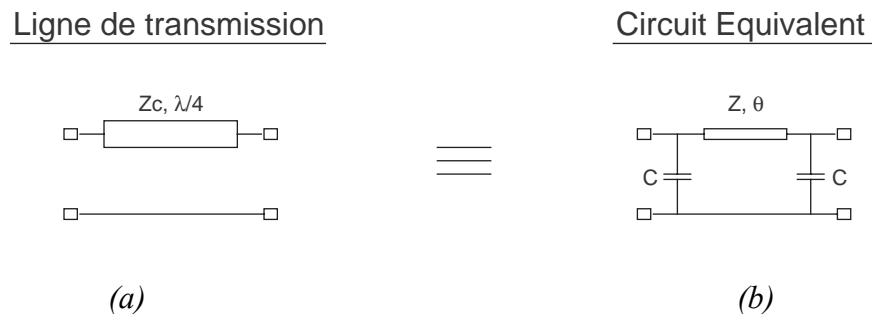 Ligne de transmission
Circuit Equivalent
Zc, λ/4
Z, θ
C
C
(a)
(b)